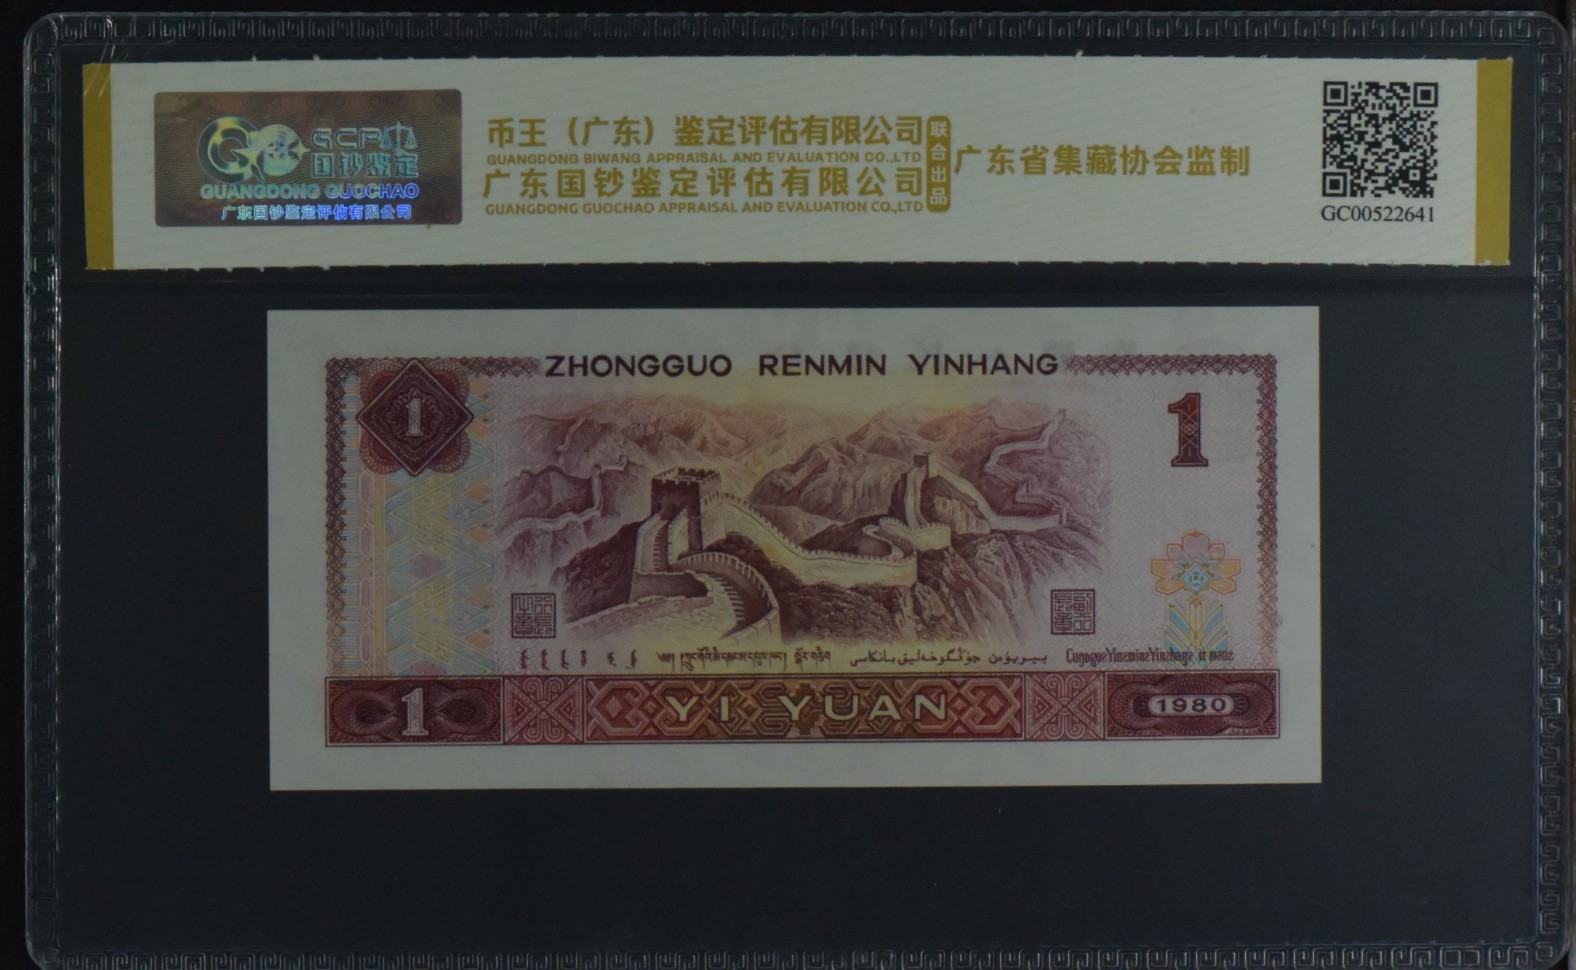 GCP
国钞鉴定
GUANGDONG GUOCHAO
广东国钞鉴定评估有限公司
币王（广东）鉴定评估有限公司
GUANGDONG BIWANG APPRAISAL AND EVALUATION CO.,LTD
广东国钞鉴定评估有限公司
GUANGDONG GUOCHAO APPRAISAL AND EVALUATION CO.,LTD
联合出品
广东省集藏协会监制
GC00522641
ZHONGGUO RENMIN YINHANG
1
1
1
YI YUAN
1980